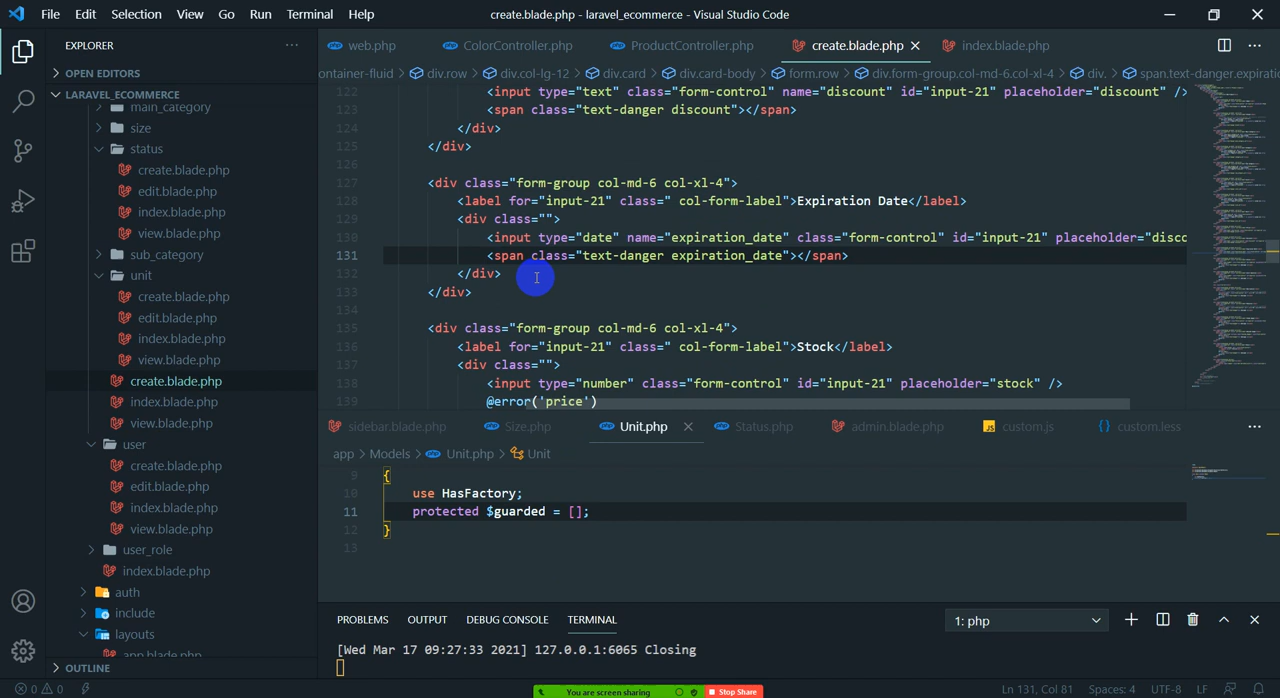 File Edit Selection View Go Run Terminal Help
create.blade.php - laravel_ecommerce - Visual Studio Code
EXPLORER
OPEN EDITORS
LARAVEL_ECOMMERCE
main_category
size
status
create.blade.php
edit.blade.php
index.blade.php
view.blade.php
sub_category
unit
create.blade.php
edit.blade.php
index.blade.php
view.blade.php
create.blade.php
index.blade.php
view.blade.php
user
create.blade.php
edit.blade.php
index.blade.php
view.blade.php
user_role
index.blade.php
auth
include
layouts
app.blade.php
OUTLINE
web.php ColorController.php ProductController.php create.blade.php index.blade.php
ontainer-fluid > div.row > div.col-lg-12 > div.card > div.card-body > form.row > div.form-group.col-md-6.col-xl-4 > div. > span.text-danger.expiratio
122 <input type="text" class="form-control" name="discount" id="input-21" placeholder="discount" />
123 <span class="text-danger discount"></span>
124 </div>
125 </div>
126
127 <div class="form-group col-md-6 col-xl-4">
128 <label for="input-21" class=" col-form-label">Expiration Date</label>
129 <div class="">
130 <input type="date" name="expiration_date" class="form-control" id="input-21" placeholder="disco
131 <span class="text-danger expiration_date"></span>
132 </div>
133 </div>
134
135 <div class="form-group col-md-6 col-xl-4">
136 <label for="input-21" class=" col-form-label">Stock</label>
137 <div class="">
138 <input type="number" class="form-control" id="input-21" placeholder="stock" />
139 @error('price')
sidebar.blade.php Size.php Unit.php Status.php admin.blade.php custom.js custom.less
app > Models > Unit.php > Unit
9 {
10 use HasFactory;
11 protected $guarded = [];
12 }
13
PROBLEMS OUTPUT DEBUG CONSOLE TERMINAL
1: php
[Wed Mar 17 09:27:33 2021] 127.0.0.1:6065 Closing
0 0 Ln 131, Col 81 Spaces: 4 UTF-8 LF
You are screen sharing Stop Share